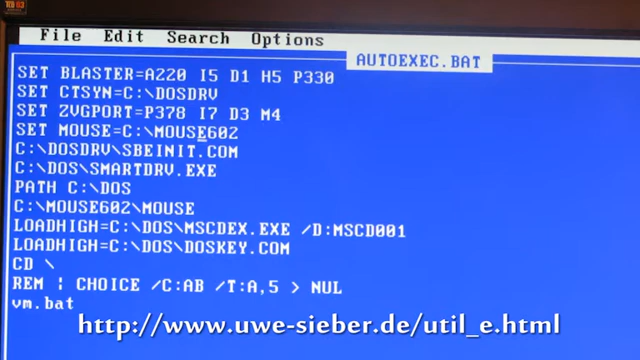 TCO 03
File Edit Search Options
AUTOEXEC.BAT
SET BLASTER=A220 I5 D1 H5 P330
SET CTSYN=C:\DOSDRV
SET ZVGPORT=P378 I7 D3 M4
SET MOUSE=C:\MOUSE602
C:\DOSDRV\SBEINIT.COM
C:\DOS\SMARTDRV.EXE
PATH C:\DOS
C:\MOUSE602\MOUSE
LOADHIGH=C:\DOS\MSCDEX.EXE /D:MSCD001
LOADHIGH=C:\DOS\DOSKEY.COM
CD \
REM ¦ CHOICE /C:AB /T:A,5 > NUL
vm.bat
http://www.uwe-sieber.de/util_e.html